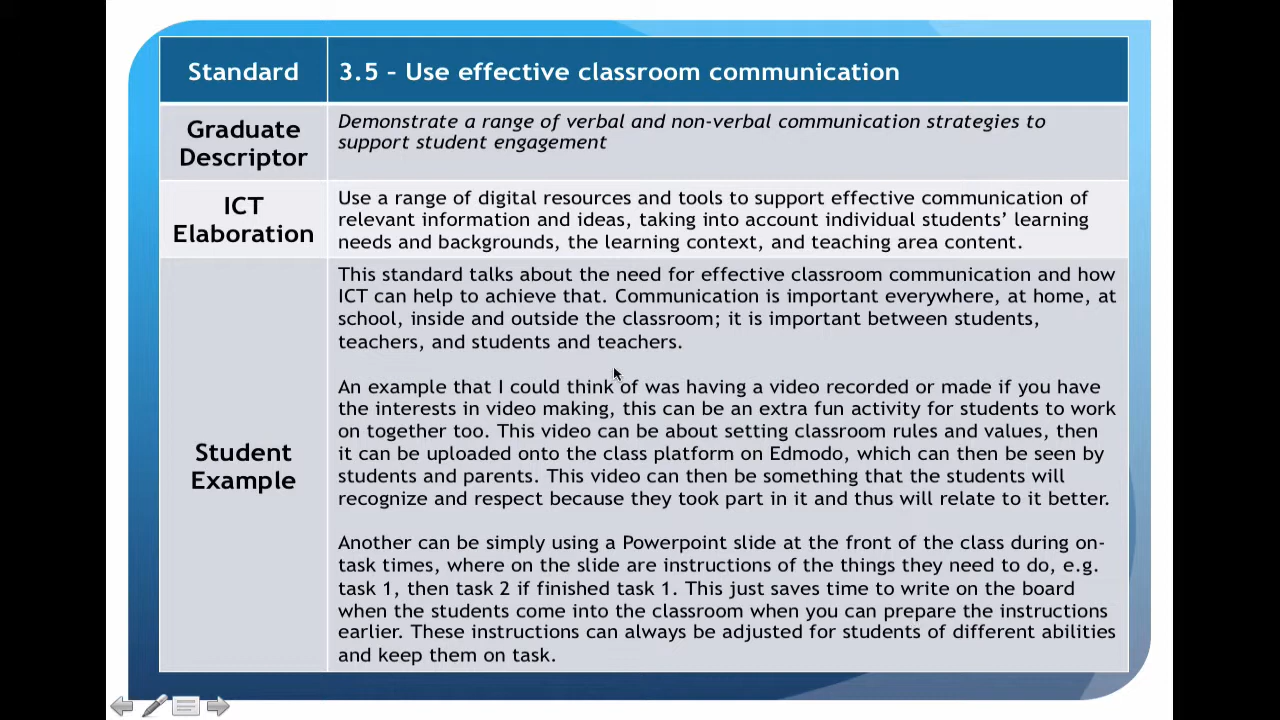 Standard
3.5 – Use effective classroom communication
Graduate
Descriptor
Demonstrate a range of verbal and non-verbal communication strategies to
support student engagement
ICT
Elaboration
Use a range of digital resources and tools to support effective communication of
relevant information and ideas, taking into account individual students’ learning
needs and backgrounds, the learning context, and teaching area content.
Student
Example
This standard talks about the need for effective classroom communication and how
ICT can help to achieve that. Communication is important everywhere, at home, at
school, inside and outside the classroom; it is important between students,
teachers, and students and teachers.
An example that I could think of was having a video recorded or made if you have
the interests in video making, this can be an extra fun activity for students to work
on together too. This video can be about setting classroom rules and values, then
it can be uploaded onto the class platform on Edmodo, which can then be seen by
students and parents. This video can then be something that the students will
recognize and respect because they took part in it and thus will relate to it better.
Another can be simply using a Powerpoint slide at the front of the class during on-
task times, where on the slide are instructions of the things they need to do, e.g.
task 1, then task 2 if finished task 1. This just saves time to write on the board
when the students come into the classroom when you can prepare the instructions
earlier. These instructions can always be adjusted for students of different abilities
and keep them on task.